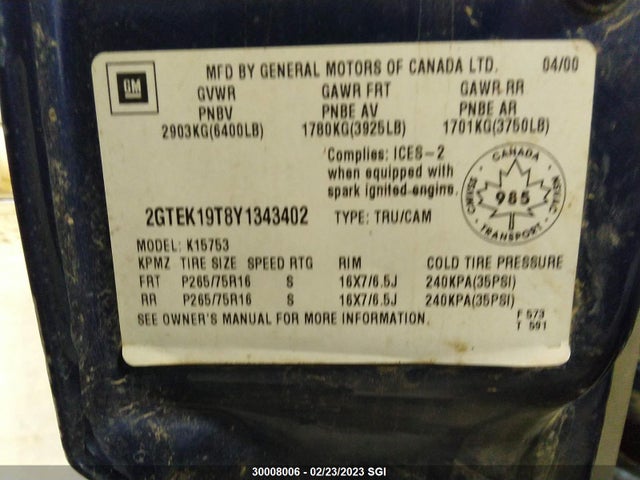 GM
MFD BY GENERAL MOTORS OF CANADA LTD. 04/00
GVWR GAWR FRT GAWR RR
PNBV PNBE AV PNBE AR
2903KG(6400LB) 1780KG(3925LB) 1701KG(3750LB)
Complies: ICES-2
when equipped with
spark ignited engine.
CANADA
985
TRANSPORT
2GTEK19T8Y1343402 TYPE: TRU/CAM
MODEL: K15753
KPMZ TIRE SIZE SPEED RTG RIM COLD TIRE PRESSURE
FRT P265/75R16 S 16X7/6.5J 240KPA(35PSI)
RR P265/75R16 S 16X7/6.5J 240KPA(35PSI)
SEE OWNER'S MANUAL FOR MORE INFORMATION.
F 573
T 591
30008006 - 02/23/2023 SGI